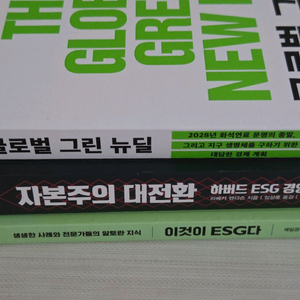 THE
GLOBAL
GREEN
NEW
글로벌 그린 뉴딜
2028년 화석연료 문명의 종말,
그리고 지구 생명체를 구하기 위한
대담한 경제 계획
자본주의 대전환
하버드 ESG 경영
생생한 사례와 전문가들의 알토란 지식
이것이 ESG다